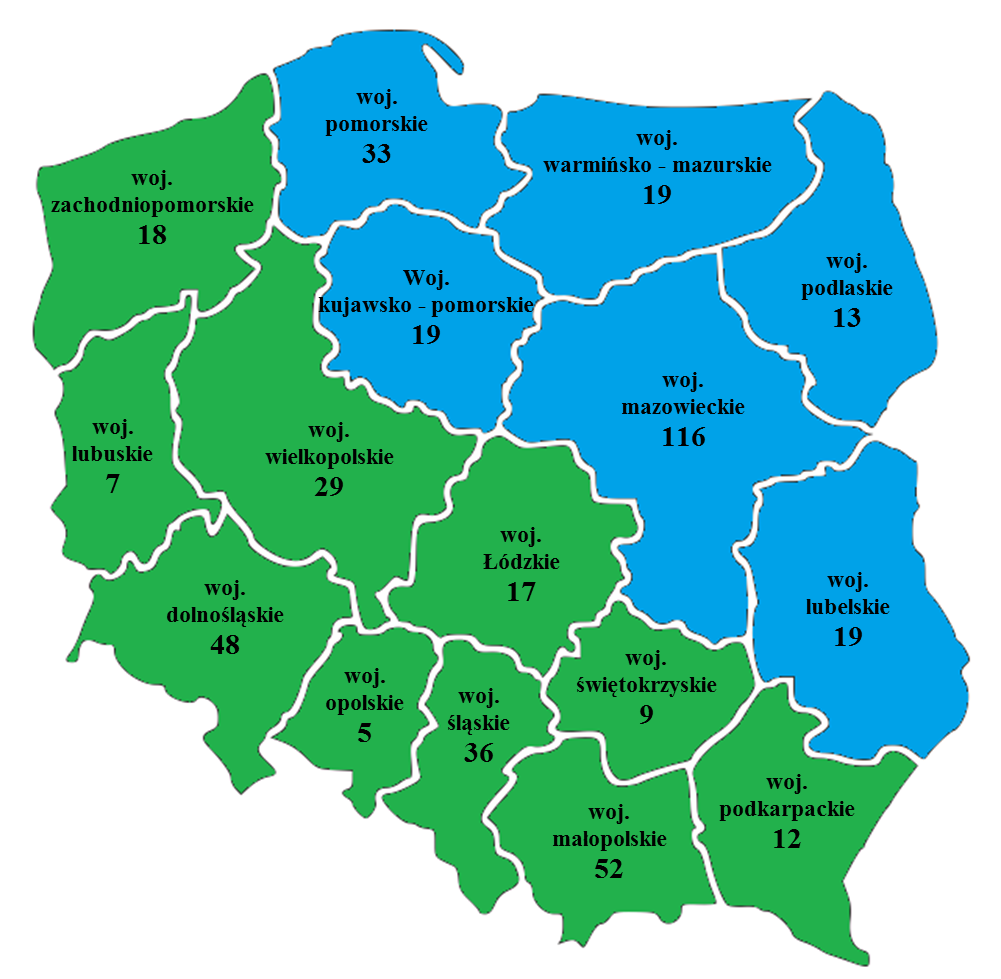 woj.
pomorskie
33
woj.
warmińsko - mazurskie
19
woj.
zachodniopomorskie
18
woj.
podlaskie
13
Woj.
kujawsko - pomorskie
19
woj.
mazowieckie
116
woj.
lubuskie
7
woj.
wielkopolskie
29
woj.
Łódzkie
17
woj.
dolnośląskie
48
woj.
lubelskie
19
woj.
opolskie
5
woj.
śląskie
36
woj.
świętokrzyskie
9
woj.
małopolskie
52
woj.
podkarpackie
12